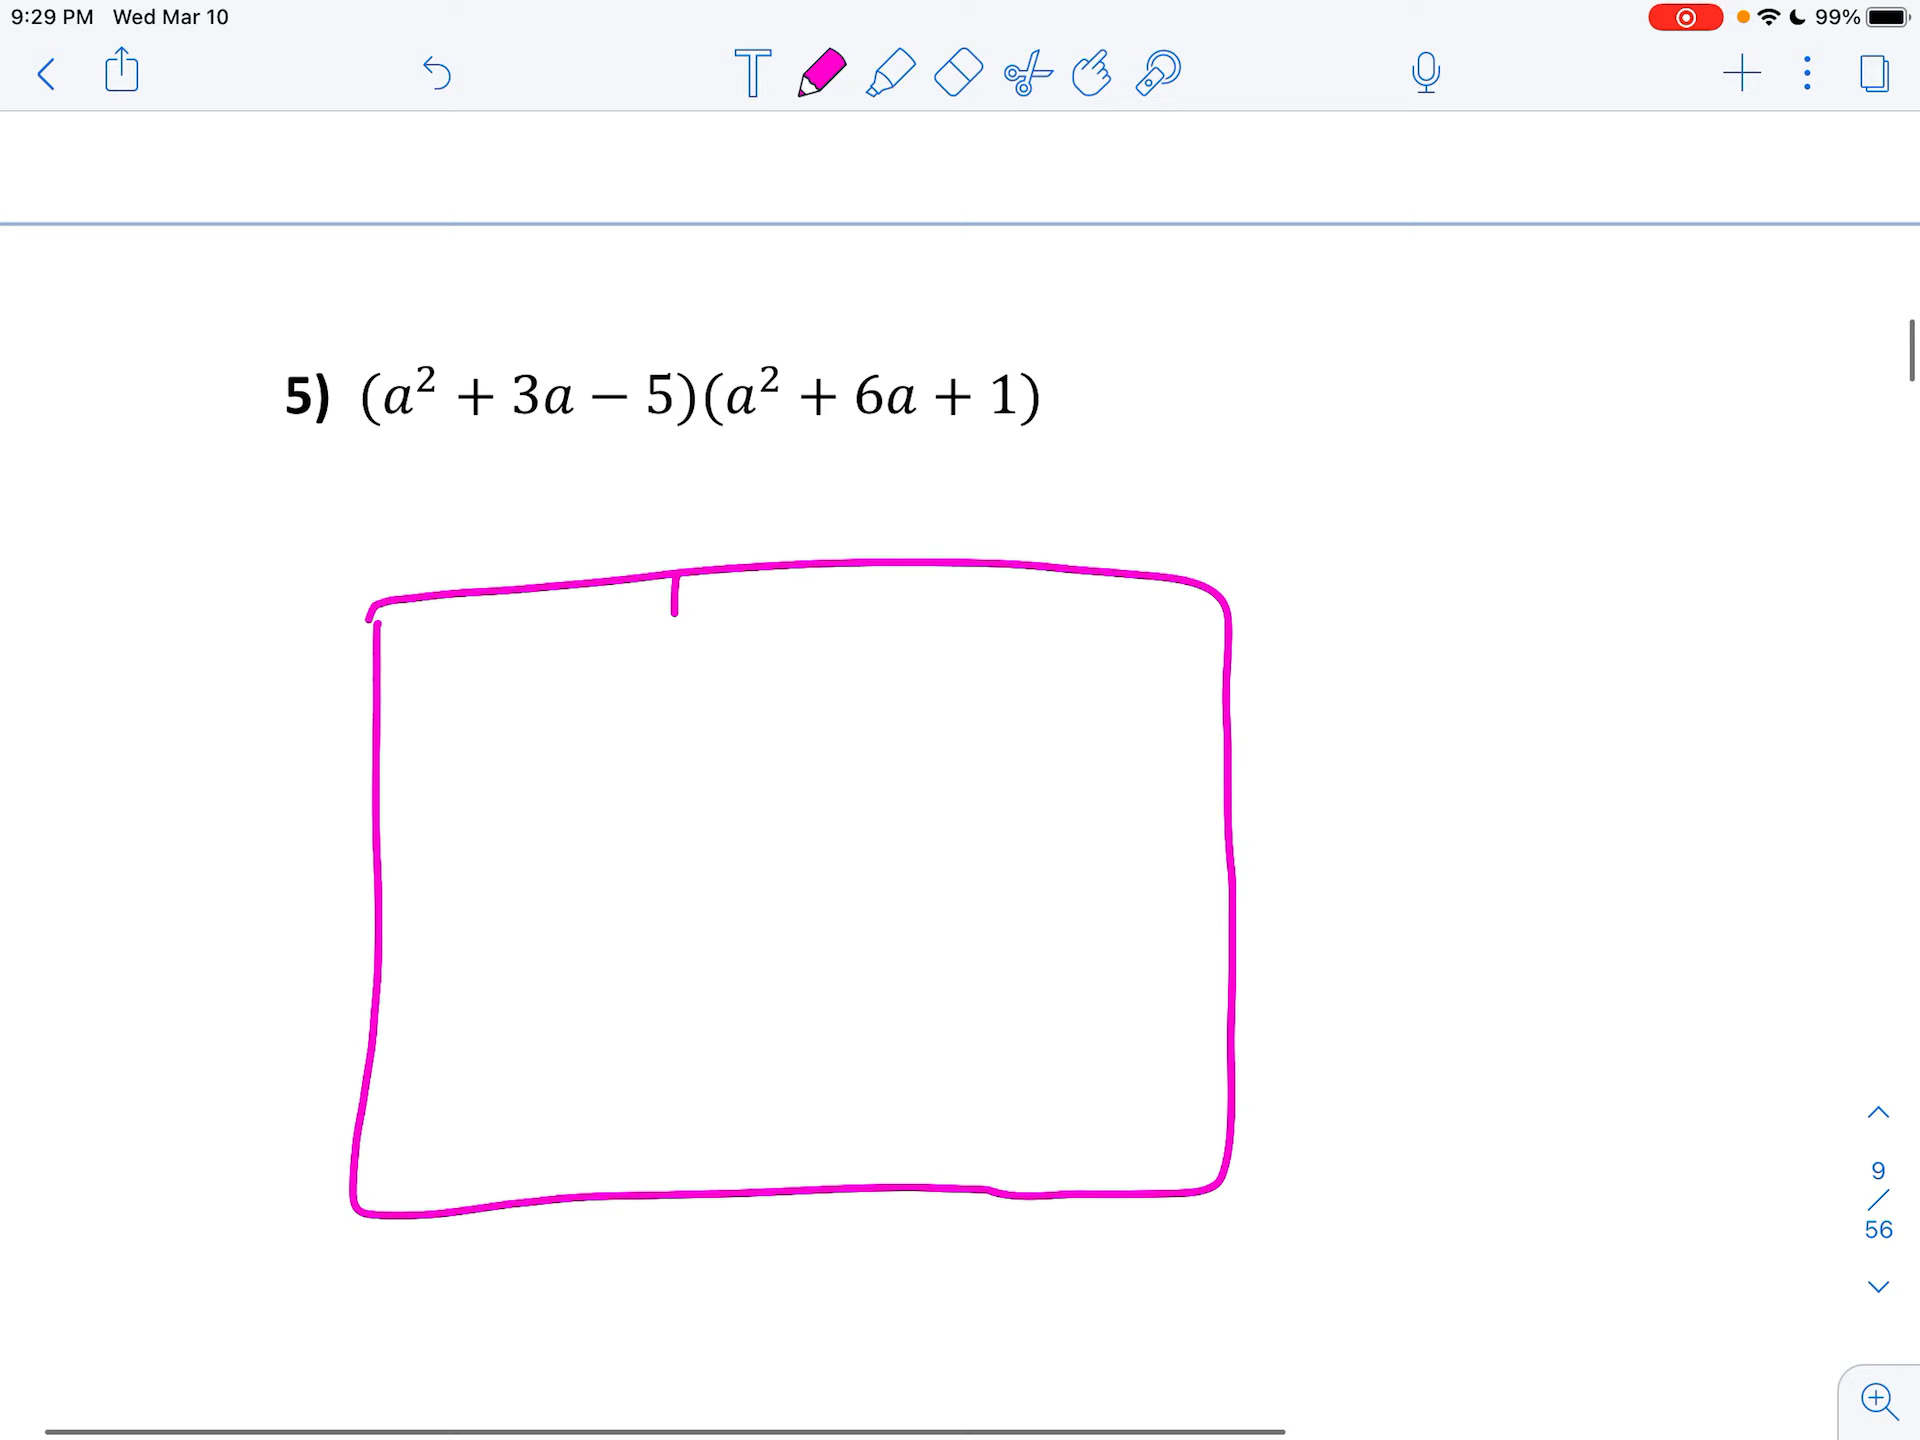 9:29 PM Wed Mar 10
99%
T
5) (a² + 3a − 5)(a² + 6a + 1)
9
/
56